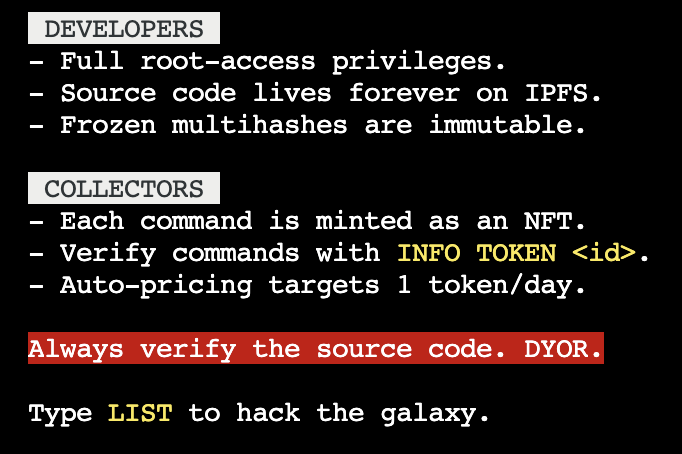 DEVELOPERS
- Full root-access privileges.
- Source code lives forever on IPFS.
- Frozen multihashes are immutable.
COLLECTORS
- Each command is minted as an NFT.
- Verify commands with INFO TOKEN <id>.
- Auto-pricing targets 1 token/day.
Always verify the source code. DYOR.
Type LIST to hack the galaxy.